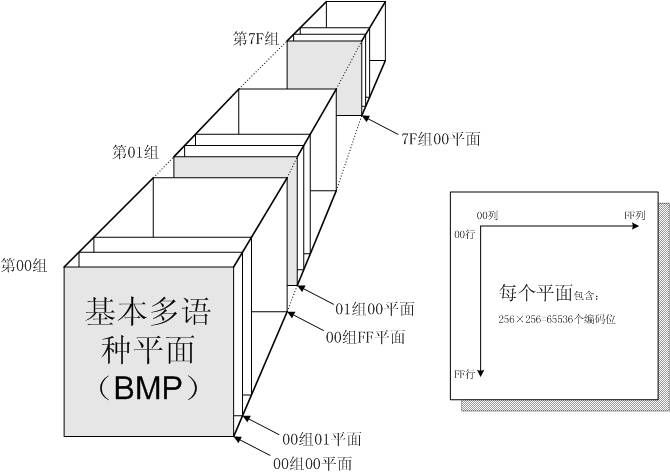 第7F组
7F组00平面
第01组
第00组
基本多语
种平面
（BMP）
01组00平面
00组FF平面
00组01平面
00组00平面
00列
FF列
00行
每个平面包含：
256×256=65536个编码位
FF行